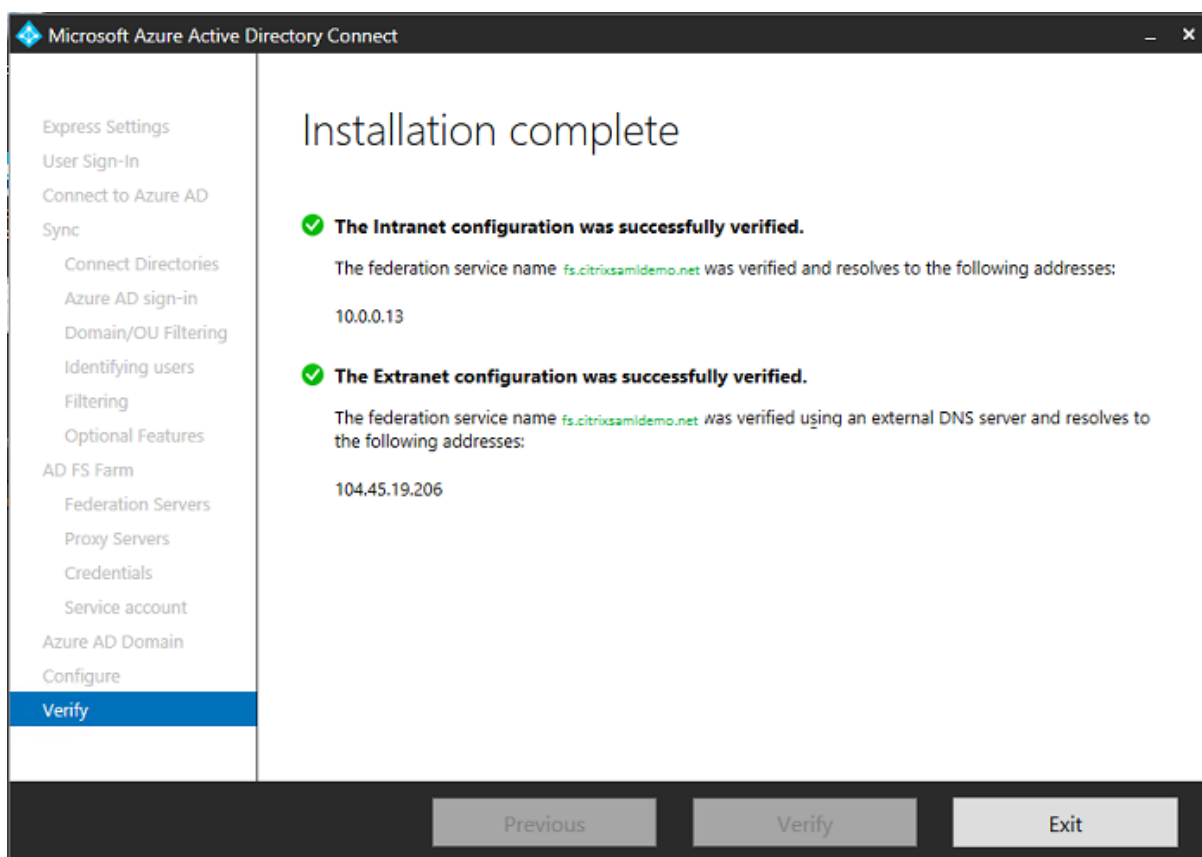 Microsoft Azure Active Directory Connect
Express Settings
User Sign-In
Connect to Azure AD
Sync
Connect Directories
Azure AD sign-in
Domain/OU Filtering
Identifying users
Filtering
Optional Features
AD FS Farm
Federation Servers
Proxy Servers
Credentials
Service account
Azure AD Domain
Configure
Verify
Installation complete
The Intranet configuration was successfully verified.
The federation service name fs.citrixsamldemo.net was verified and resolves to the following addresses:
10.0.0.13
The Extranet configuration was successfully verified.
The federation service name fs.citrixsamldemo.net was verified using an external DNS server and resolves to
the following addresses:
104.45.19.206
Previous
Verify
Exit